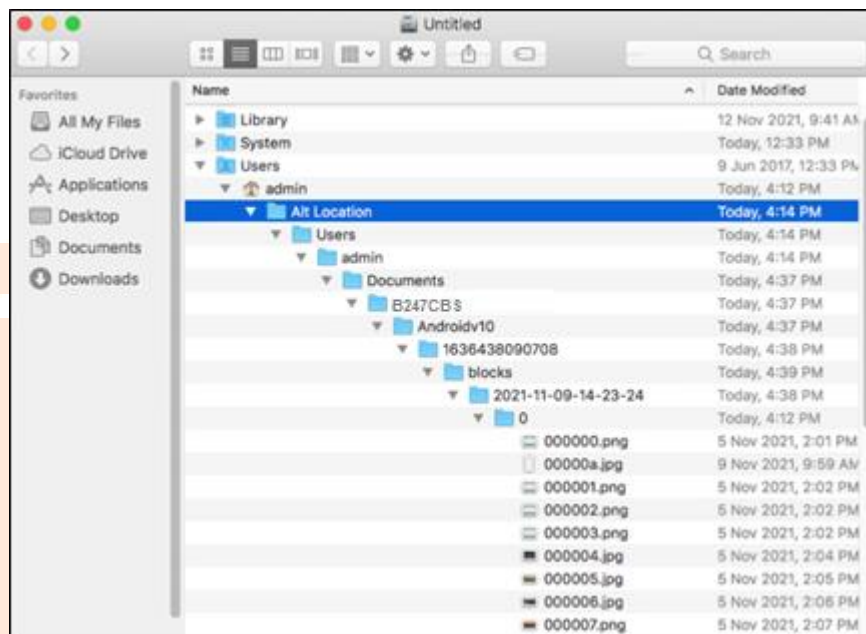 Untitled
Search
Favorites
All My Files
iCloud Drive
Applications
Desktop
Documents
Downloads
Name Date Modified
Library 12 Nov 2021, 9:41 AM
System Today, 12:33 PM
Users 9 Jun 2017, 12:33 PM
admin Today, 4:12 PM
Alt Location Today, 4:14 PM
Users Today, 4:14 PM
admin Today, 4:14 PM
Documents Today, 4:37 PM
B247CBS Today, 4:37 PM
Androidv10 Today, 4:37 PM
1636438090708 Today, 4:38 PM
blocks Today, 4:39 PM
2021-11-09-14-23-24 Today, 4:38 PM
0 Today, 4:12 PM
000000.png 5 Nov 2021, 2:01 PM
00000a.jpg 9 Nov 2021, 9:59 AM
000001.png 5 Nov 2021, 2:02 PM
000002.png 5 Nov 2021, 2:02 PM
000003.png 5 Nov 2021, 2:02 PM
000004.jpg 5 Nov 2021, 2:04 PM
000005.jpg 5 Nov 2021, 2:05 PM
000006.jpg 5 Nov 2021, 2:06 PM
000007.png 5 Nov 2021, 2:07 PM